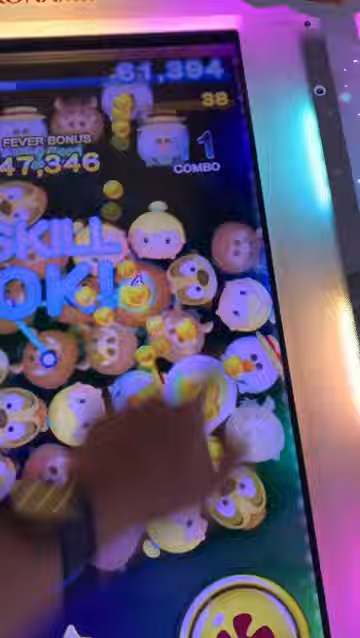 61,394
38
FEVER BONUS
47,346
1
COMBO
SKILL
OK!